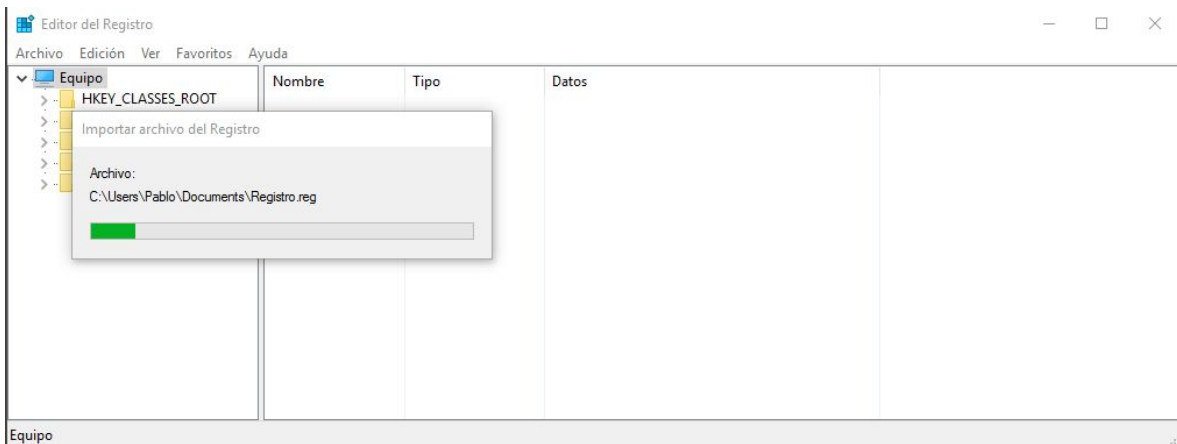 Editor del Registro
Archivo Edición Ver Favoritos Ayuda
Equipo
HKEY_CLASSES_ROOT
Nombre Tipo Datos
Importar archivo del Registro
Archivo:
C:\Users\Pablo\Documents\Registro.reg
Equipo